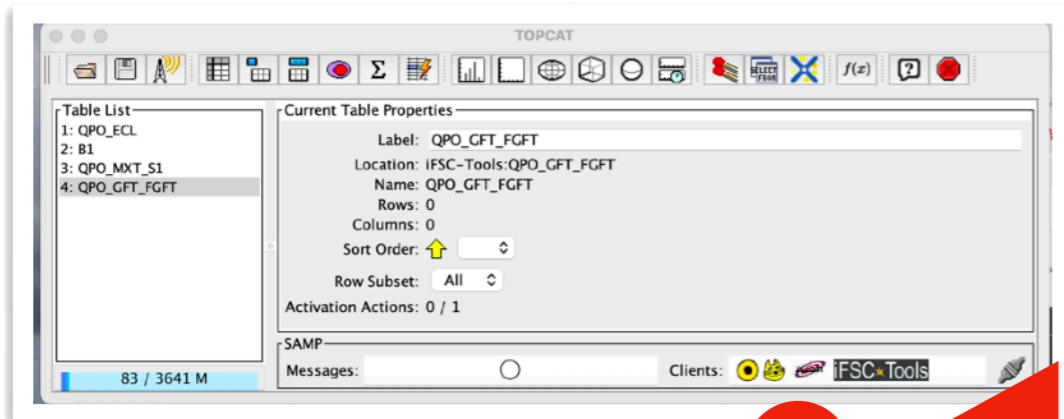 TOPCAT
SELECT FROM
f(x)
Table List
1: QPO_ECL
2: B1
3: QPO_MXT_S1
4: QPO_GFT_FGFT
83 / 3641 M
Current Table Properties
Label: QPO_GFT_FGFT
Location: iFSC-Tools:QPO_GFT_FGFT
Name: QPO_GFT_FGFT
Rows: 0
Columns: 0
Sort Order:
Row Subset: All
Activation Actions: 0 / 1
SAMP
Messages:
Clients: iFSC★Tools